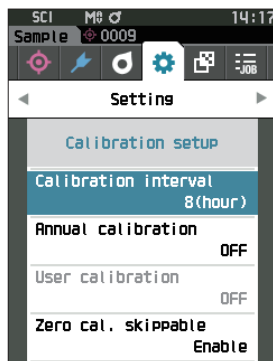 SCI M0 14:17
Sample 0009
-JOB
Setting
Calibration setup
Calibration interval
8(hour)
Annual calibration
OFF
User calibration
OFF
Zero cal. skippable
Enable